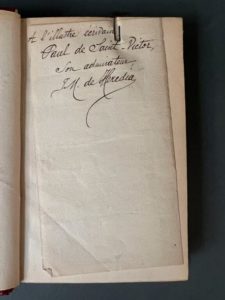 A l'illustre écrivain
Paul de Saint-Victor,
Son admirateur
J M. de Heredia